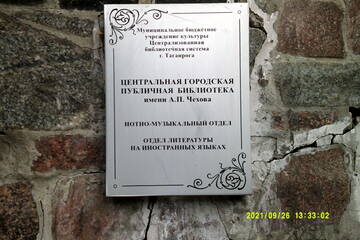 Муниципальное бюджетное
учреждение культуры
Централизованная
библиотечная система
г. Таганрога
ЦЕНТРАЛЬНАЯ ГОРОДСКАЯ
ПУБЛИЧНАЯ БИБЛИОТЕКА
имени А.П. Чехова
НОТНО-МУЗЫКАЛЬНЫЙ ОТДЕЛ
ОТДЕЛ ЛИТЕРАТУРЫ
НА ИНОСТРАННЫХ ЯЗЫКАХ
2021/09/26 13:33:02